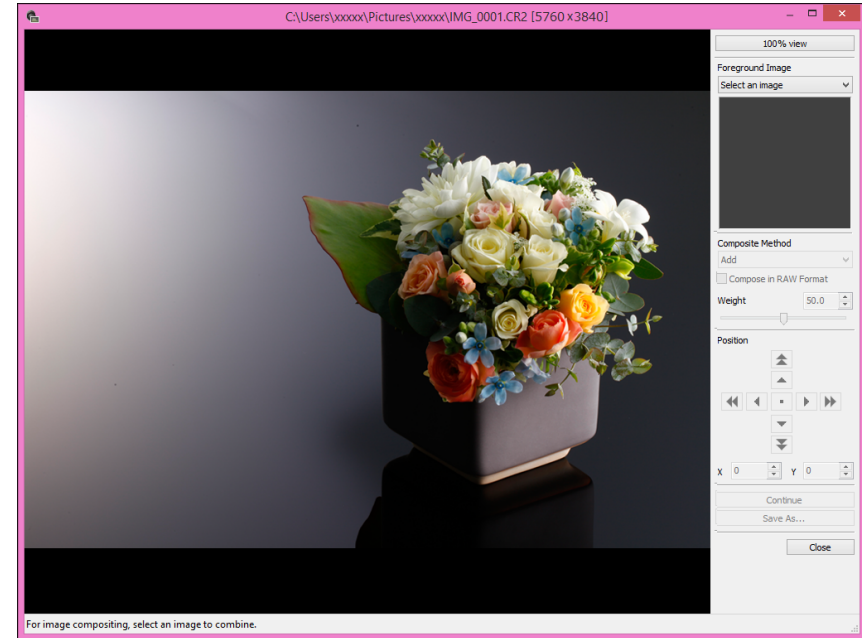 C:\Users\xxxxx\Pictures\xxxxx\IMG_0001.CR2 [5760 x3840]
100% view
Foreground Image
Select an image
Composite Method
Add
Compose in RAW Format
Weight 50.0
Position
X 0 Y 0
Continue
Save As...
Close
For image compositing, select an image to combine.